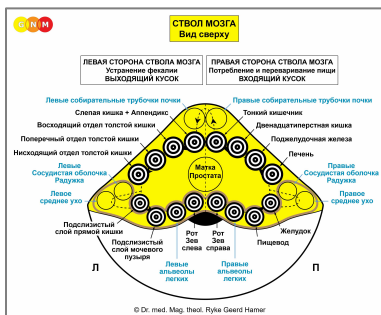 GNM
СТВОЛ МОЗГА
Вид сверху
ЛЕВАЯ СТОРОНА СТВОЛА МОЗГА
Устранение фекалии
ВЫХОДЯЩИЙ КУСОК
ПРАВАЯ СТОРОНА СТВОЛА МОЗГА
Потребление и переваривание пищи
ВХОДЯЩИЙ КУСОК
Левые собирательные трубочки почки
Правые собирательные трубочки почки
Слепая кишка + Аппендикс
Тонкий кишечник
Восходящий отдел толстой кишки
Двенадцатиперстная кишка
Поперечный отдел толстой кишки
Поджелудочная железа
Нисходящий отдел толстой кишки
Печень
Левые
Сосудистая оболочка
Радужка
Матка
Простата
Правые
Сосудистая оболочка
Радужка
Левое
среднее ухо
Правое
среднее ухо
Подслизистый
слой прямой кишки
Желудок
Подслизистый
слой мочевого
пузыря
Рот
Зев
слева
Рот
Зев
справа
Пищевод
Левые
альвеолы
легких
Правые
альвеолы
легких
Л
П
© Dr. med. Mag. theol. Ryke Geerd Hamer